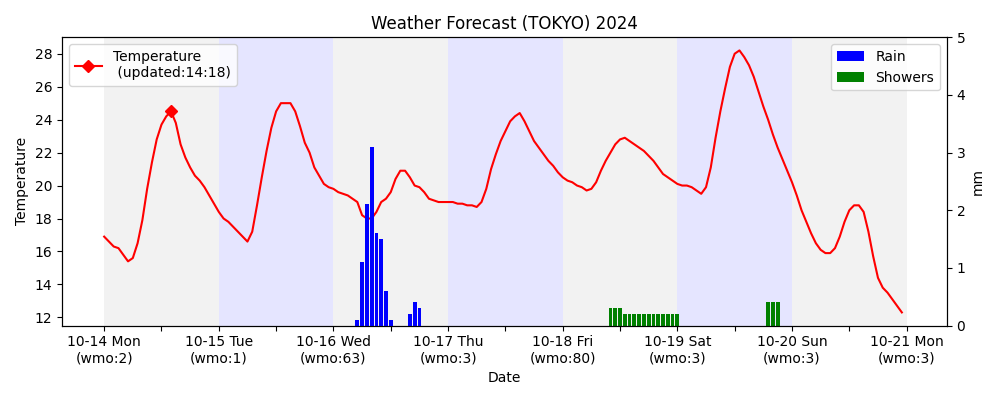 Weather Forecast (TOKYO) 2024
Temperature
(updated:14:18)
Rain
Showers
Temperature
28
26
24
22
20
18
16
14
12
5
4
3
2
1
0
mm
10-14 Mon 10-15 Tue 10-16 Wed 10-17 Thu 10-18 Fri 10-19 Sat 10-20 Sun 10-21 Mon
(wmo:2) (wmo:1) (wmo:63) (wmo:3) (wmo:80) (wmo:3) (wmo:3) (wmo:3)
Date